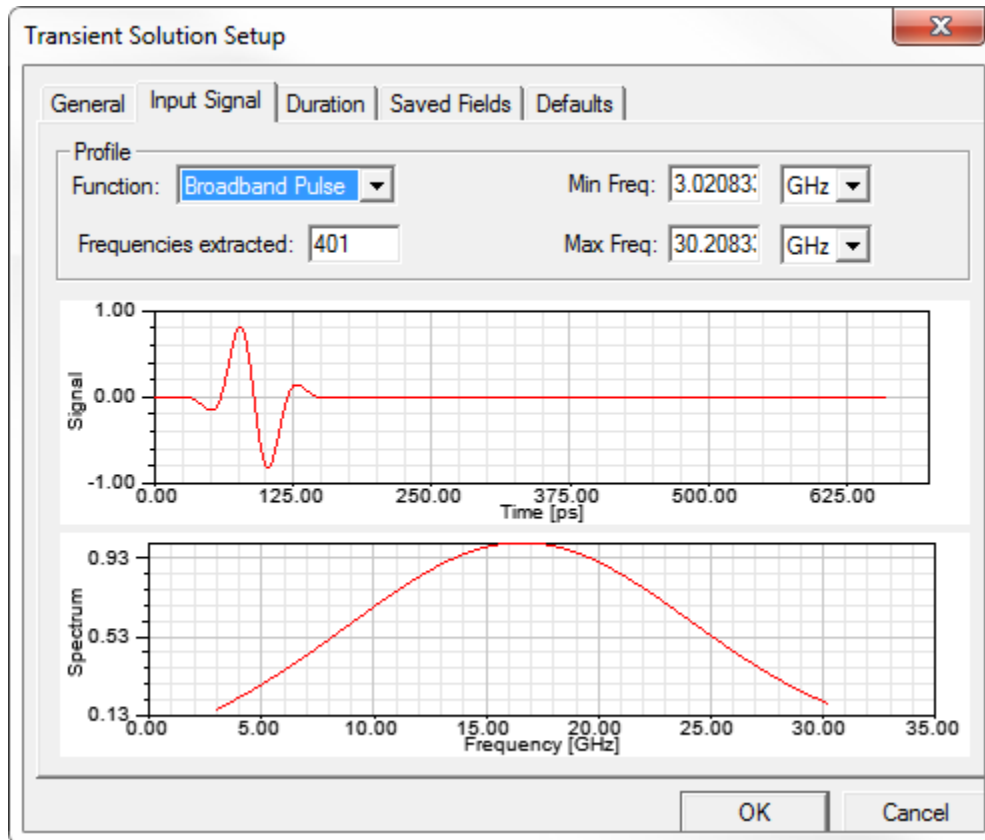 Transient Solution Setup
X
General Input Signal Duration Saved Fields Defaults
Profile
Function: Broadband Pulse Min Freq: 3.02083 GHz
Frequencies extracted: 401 Max Freq: 30.2083 GHz
1.00
0.00
-1.00
Signal
0.00 125.00 250.00 375.00 500.00 625.00
Time [ps]
0.93
0.53
0.13
Spectrum
0.00 5.00 10.00 15.00 20.00 25.00 30.00 35.00
Frequency [GHz]
OK Cancel